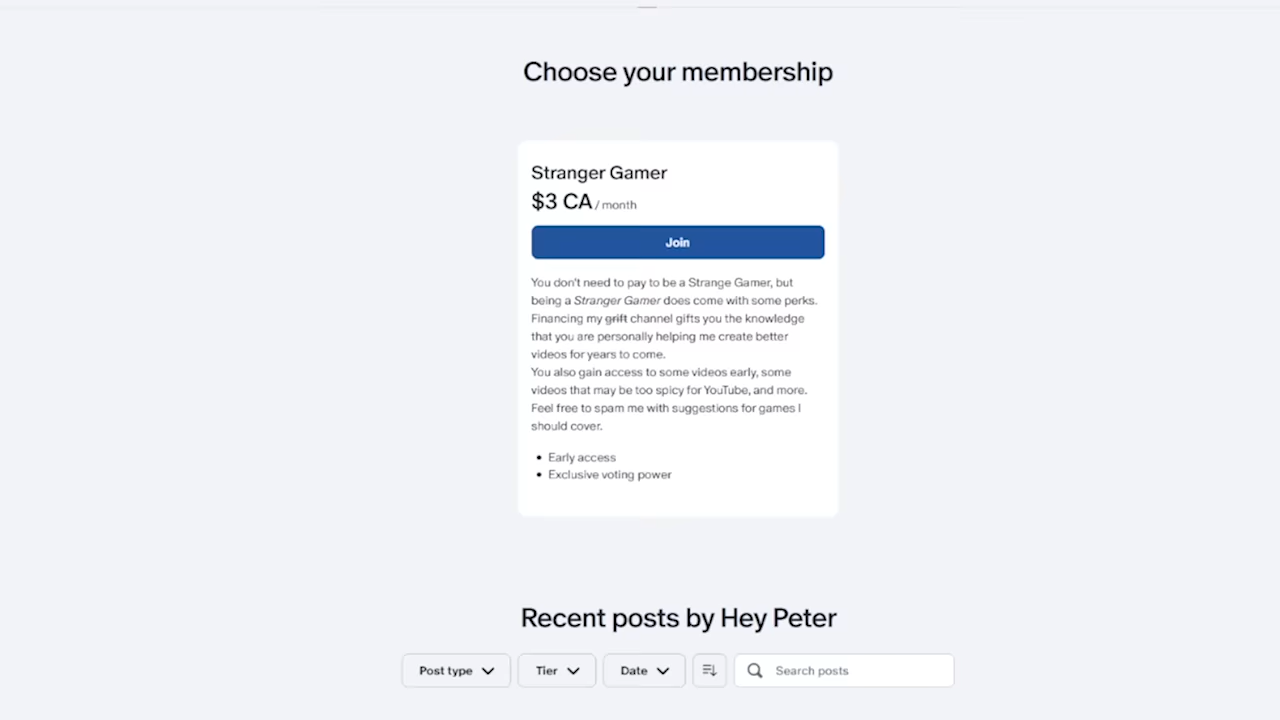 Choose your membership
Stranger Gamer
$3 CA / month
Join
You don't need to pay to be a Strange Gamer, but
being a Stranger Gamer does come with some perks.
Financing my grift channel gifts you the knowledge
that you are personally helping me create better
videos for years to come.
You also gain access to some videos early, some
videos that may be too spicy for YouTube, and more.
Feel free to spam me with suggestions for games I
should cover.
• Early access
• Exclusive voting power
Recent posts by Hey Peter
Post type Tier Date Search posts